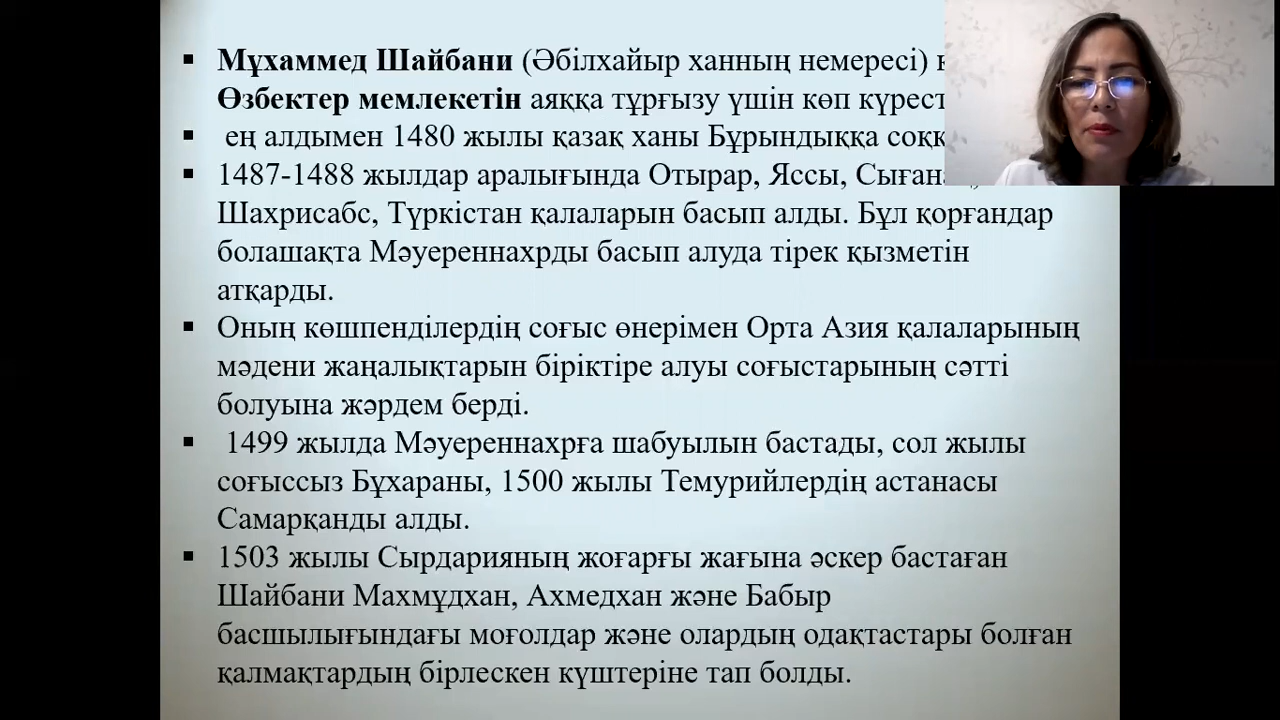 Мұхаммед Шайбани (Әбілхайыр ханның немересі)
Өзбектер мемлекетін аяққа тұрғызу үшін көп
ең алдымен 1480 жылы қазақ ханы Бұрындыққа
1487-1488 жылдар аралығында Отырар, Яссы,
Шахрисабс, Түркістан қалаларын басып алды. Бұл қорғандар
болашақта Мәуереннахрды басып алуда тірек қызметін
атқарды.
Оның көшпенділердің соғыс өнерімен Орта Азия қалаларының
мәдени жаңалықтарын біріктіре алуы соғыстарының сәтті
болуына жәрдем берді.
1499 жылда Мәуереннахрға шабуылын бастады, сол жылы
соғыссыз Бұхараны, 1500 жылы Темурийлердің астанасы
Самарқанды алды.
1503 жылы Сырдарияның жоғарғы жағына әскер бастаған
Шайбани Махмұдхан, Ахмедхан және Бабыр
басшылығындағы моғолдар және олардың одақтастары болған
қалмақтардың бірлескен күштеріне тап болды.